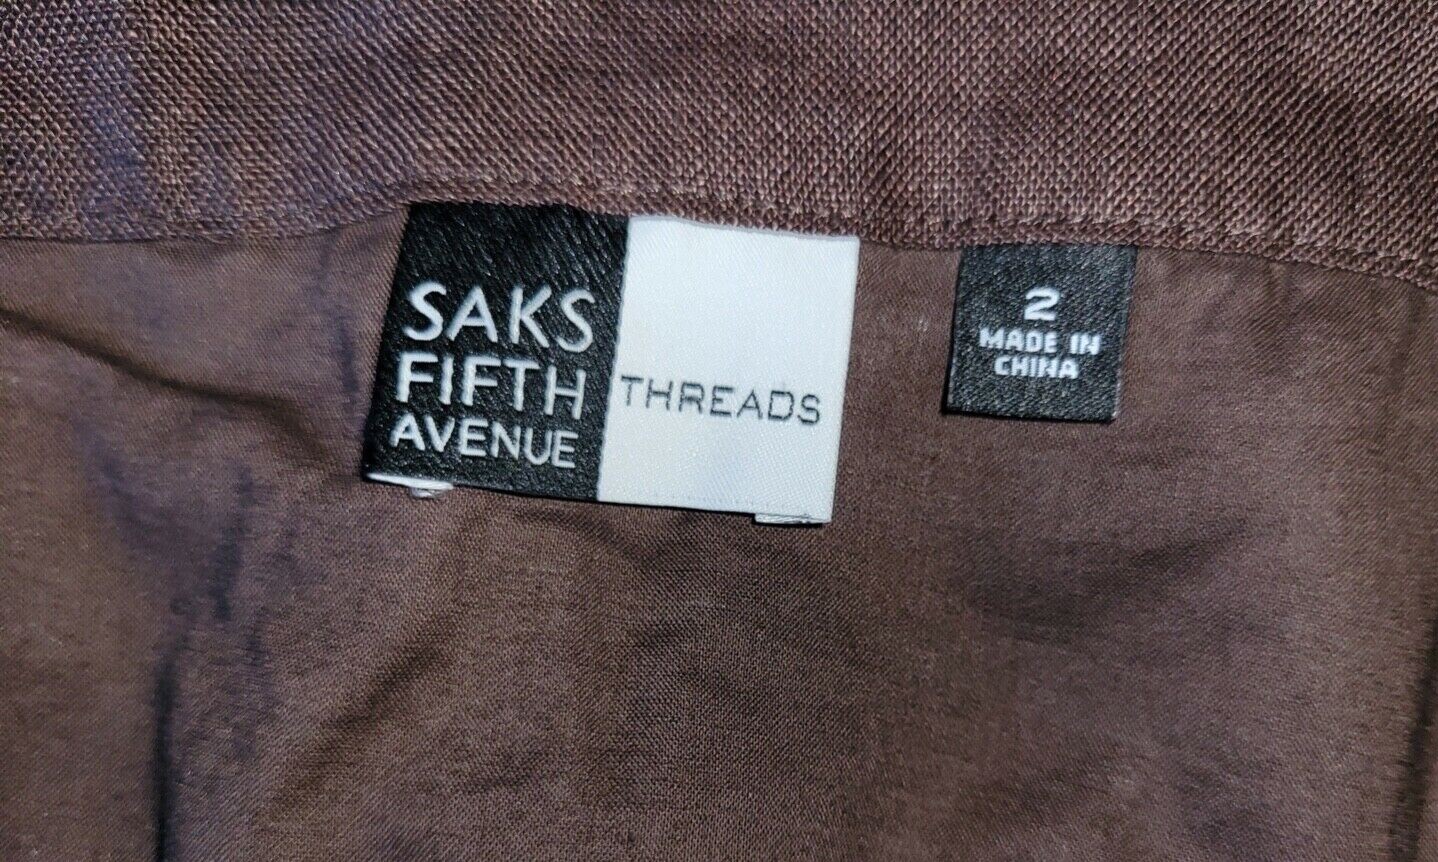 SAKS
FIFTH
AVENUE
THREADS
2
MADE IN
CHINA